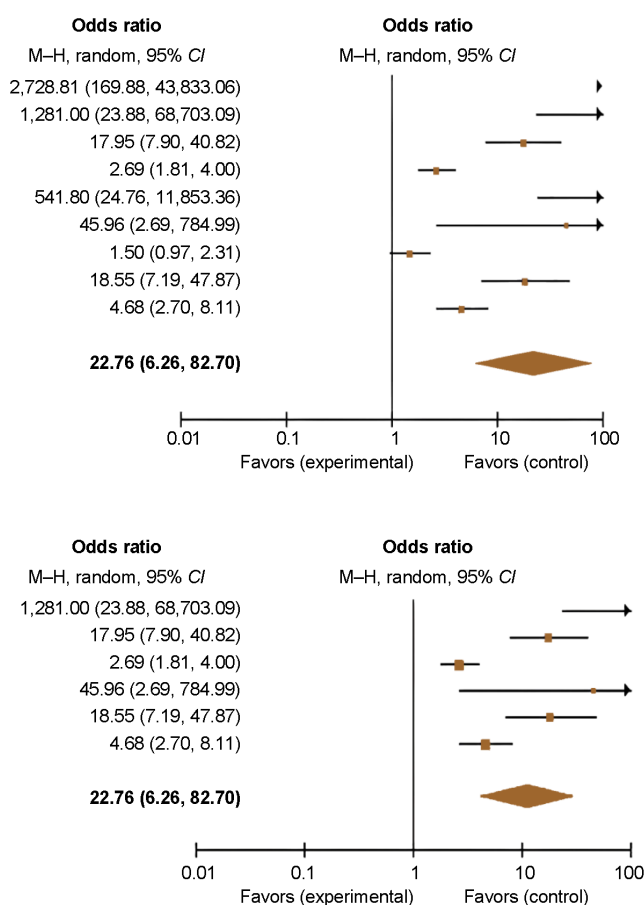 Odds ratio Odds ratio
M–H, random, 95% CI M–H, random, 95% CI
2,728.81 (169.88, 43,833.06)
1,281.00 (23.88, 68,703.09)
17.95 (7.90, 40.82)
2.69 (1.81, 4.00)
541.80 (24.76, 11,853.36)
45.96 (2.69, 784.99)
1.50 (0.97, 2.31)
18.55 (7.19, 47.87)
4.68 (2.70, 8.11)
22.76 (6.26, 82.70)
0.01 0.1 1 10 100
Favors (experimental) Favors (control)
Odds ratio Odds ratio
M–H, random, 95% CI M–H, random, 95% CI
1,281.00 (23.88, 68,703.09)
17.95 (7.90, 40.82)
2.69 (1.81, 4.00)
45.96 (2.69, 784.99)
18.55 (7.19, 47.87)
4.68 (2.70, 8.11)
22.76 (6.26, 82.70)
0.01 0.1 1 10 100
Favors (experimental) Favors (control)